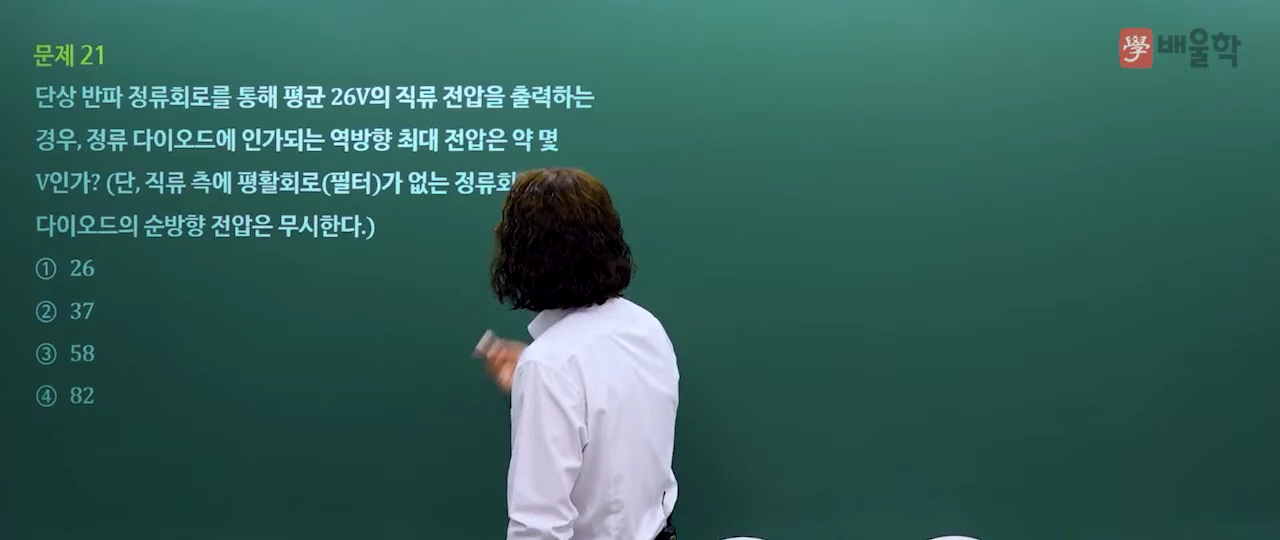 문제 21
學 배울학
단상 반파 정류회로를 통해 평균 26V의 직류 전압을 출력하는
경우, 정류 다이오드에 인가되는 역방향 최대 전압은 약 몇
V인가? (단, 직류 측에 평활회로(필터)가 없는
다이오드의 순방향 전압은 무시한다.)
① 26
② 37
③ 58
④ 82